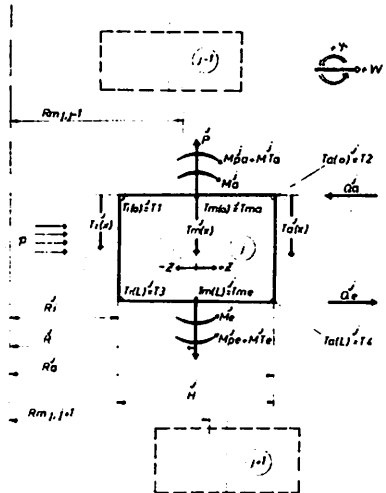 j-1
+φ
+W
Rm j,j-1
j
P
j
Mpa+MTa
j
Ma
Ta(o)≙T2
j
Qa
Ti(o)≙T1
Tm(o)≙Tma
Ti(x)
Tm(x)
Ta(x)
p
j
-Z
+Z
Ti(L)≙T3
Tm(L)≙Tme
j
Qe
j
Ri
j
Me
j
Mpe+MTe
Ta(L)≙T4
j
R
j
Ra
j
H
Rm j,j+1
j+1